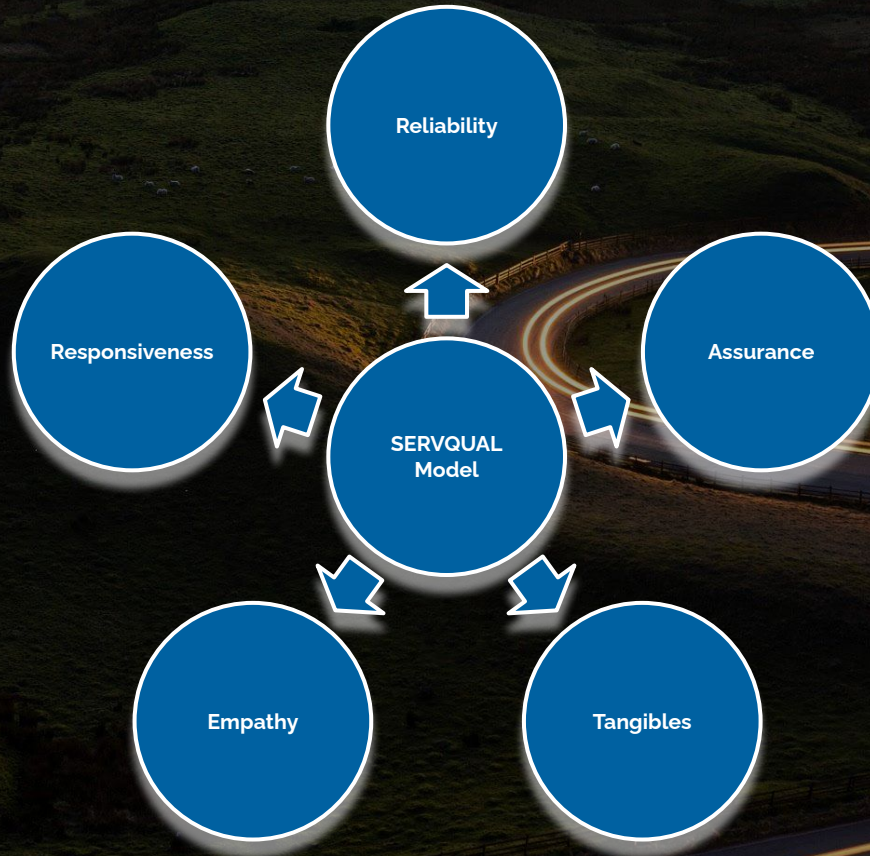 Reliability
Responsiveness
Assurance
SERVQUAL
Model
Empathy
Tangibles